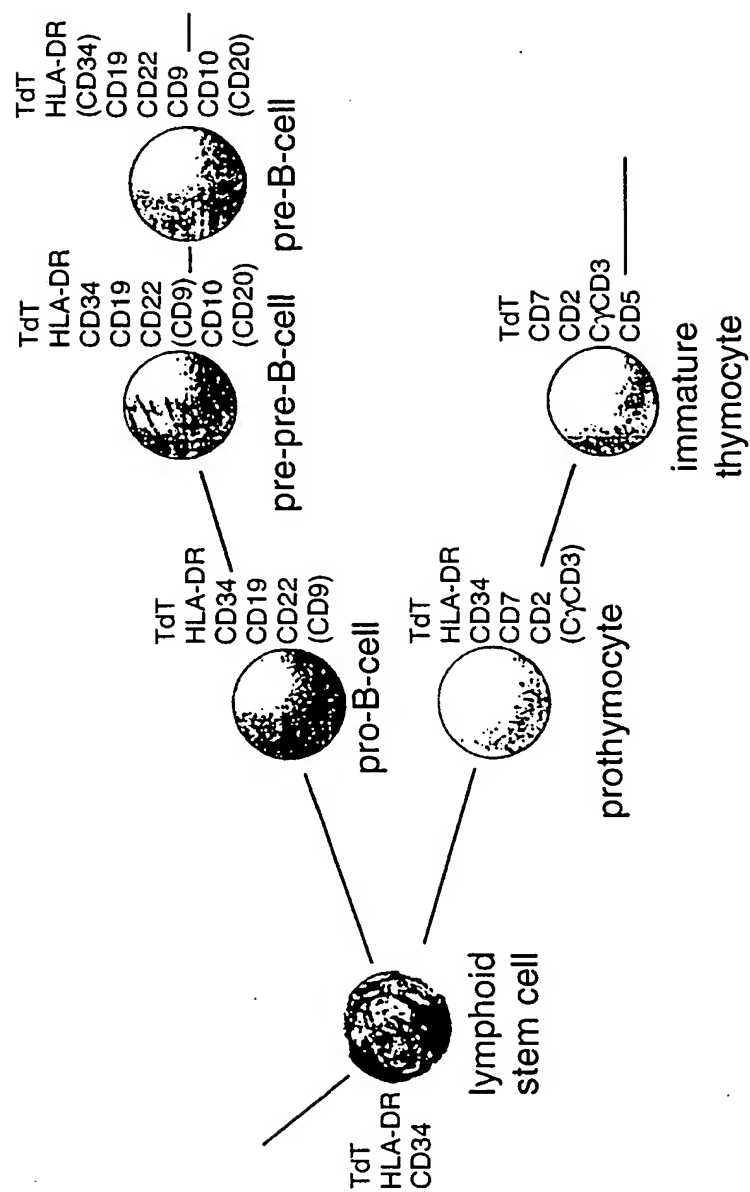 TdT
HLA-DR
CD34
lymphoid
stem cell
TdT
HLA-DR
CD34
CD19
CD22
(CD9)
pro-B-cell
TdT
HLA-DR
CD34
CD19
CD22
(CD9)
CD10
(CD20)
pre-pre-B-cell
TdT
HLA-DR
(CD34)
CD19
CD22
CD9
CD10
(CD20)
pre-B-cell
TdT
HLA-DR
CD34
CD7
CD2
(CγCD3)
prothymocyte
TdT
CD7
CD2
CγCD3
CD5
immature
thymocyte